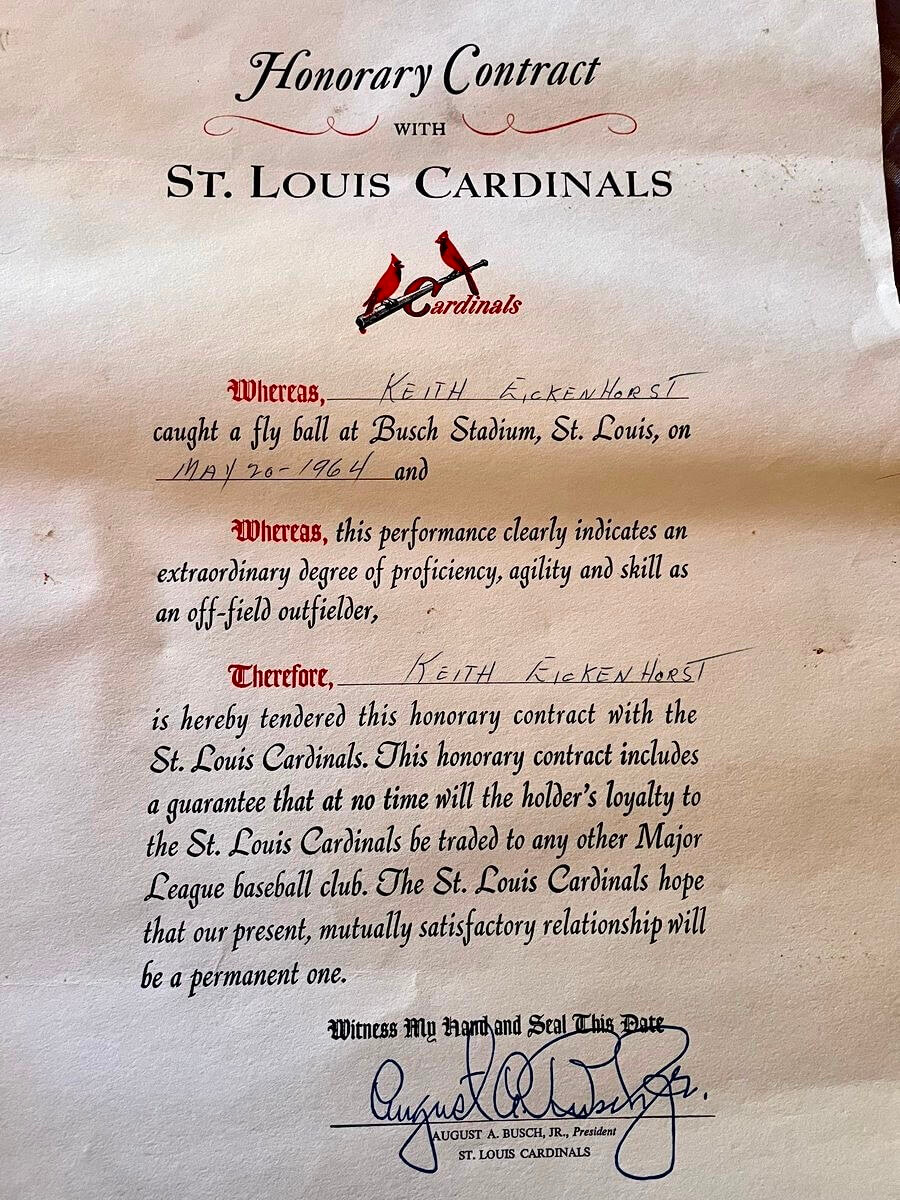 Honorary Contract
WITH
ST. LOUIS CARDINALS
Cardinals
Whereas, KEITH EICKENHORST
caught a fly ball at Busch Stadium, St. Louis, on
MAY 20-1964 and
Whereas, this performance clearly indicates an
extraordinary degree of proficiency, agility and skill as
an off-field outfielder,
Therefore, KEITH EICKENHORST
is hereby tendered this honorary contract with the
St. Louis Cardinals. This honorary contract includes
a guarantee that at no time will the holder's loyalty to
the St. Louis Cardinals be traded to any other Major
League baseball club. The St. Louis Cardinals hope
that our present, mutually satisfactory relationship will
be a permanent one.
Witness My Hand and Seal This Date
August A. Busch Jr.
AUGUST A. BUSCH, JR., President
ST. LOUIS CARDINALS